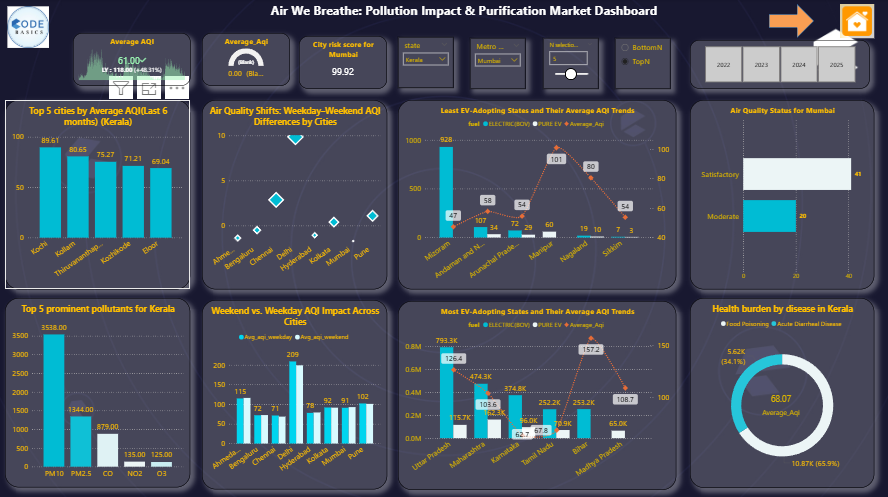 Air We Breathe: Pollution Impact & Purification Market Dashboard
CODE
BASICS
Average AQI
61.00
LY : 118.00 (+48.31%)
Average_Aqi
(Blank)
0.00 (Bla...
City risk score for
Mumbai
99.92
state
Kerala
Metro ...
Mumbai
N selectio...
5
BottomN
TopN
2022
2023
2024
2025
Top 5 cities by Average AQI(Last 6
months) (Kerala)
100
50
0
89.61
80.65
75.27
71.21
69.04
Kochi
Kollam
Thiruvananthap...
Kozhikode
Eloor
Air Quality Shifts: Weekday–Weekend AQI
Differences by Cities
10
5
0
Ahme...
Bengaluru
Chennai
Delhi
Hyderabad
Kolkata
Mumbai
Pune
Least EV-Adopting States and Their Average AQI Trends
fuel ELECTRIC(BOV) PURE EV Average_Aqi
1000
500
0
928
107
34
72
29
60
19
10
7
3
47
58
54
101
80
54
100
80
60
40
Mizoram
Andaman and N...
Arunachal Prade...
Manipur
Nagaland
Sikkim
Air Quality Status for Mumbai
Satisfactory
41
Moderate
20
0
20
40
Top 5 prominent pollutants for Kerala
3500
3000
2500
2000
1500
1000
500
0
3538.00
1344.00
879.00
135.00
125.00
PM10
PM2.5
CO
NO2
O3
Weekend vs. Weekday AQI Impact Across
Cities
Avg_aqi_weekday Avg_aqi_weekend
200
150
100
50
0
115
72
71
209
78
92
91
102
Ahmeda...
Bengaluru
Chennai
Delhi
Hyderabad
Kolkata
Mumbai
Pune
Most EV-Adopting States and Their Average AQI Trends
fuel ELECTRIC(BOV) PURE EV Average_Aqi
0.8M
0.6M
0.4M
0.2M
0.0M
793.3K
115.7K
474.3K
374.8K
96.0K
252.2K
70.9K
253.2K
65.0K
126.4
103.6
62.7
67.8
157.2
108.7
150
100
Uttar Pradesh
Maharashtra
Karnataka
Tamil Nadu
Bihar
Madhya Pradesh
Health burden by disease in Kerala
Food Poisoning Acute Diarrheal Disease
5.62K
(34.1%)
68.07
Average_Aqi
10.87K (65.9%)